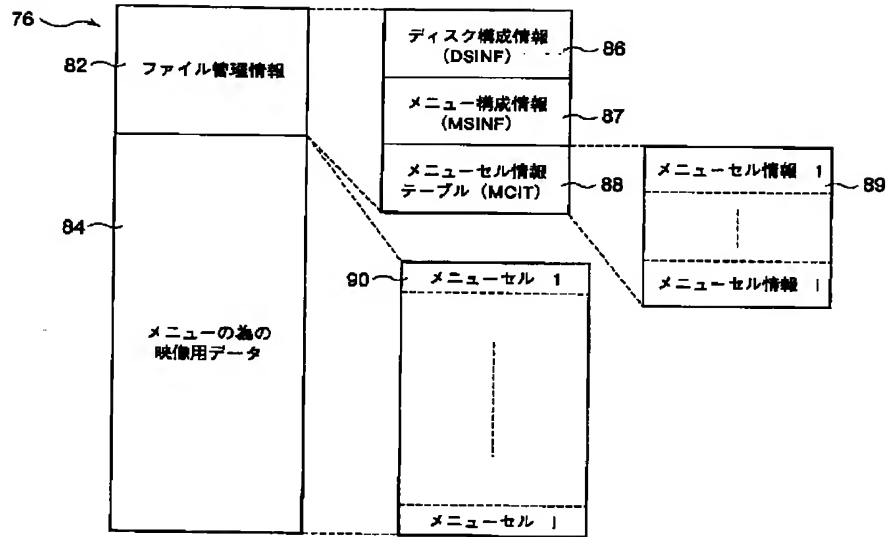 76
82
ファイル管理情報
84
メニューの為の
映像用データ
ディスク構成情報
(DSINF)
86
メニュー構成情報
(MSINF)
87
メニューセル情報
テーブル (MCIT)
88
メニューセル情報 1
89
メニューセル情報 i
90
メニューセル 1
メニューセル i